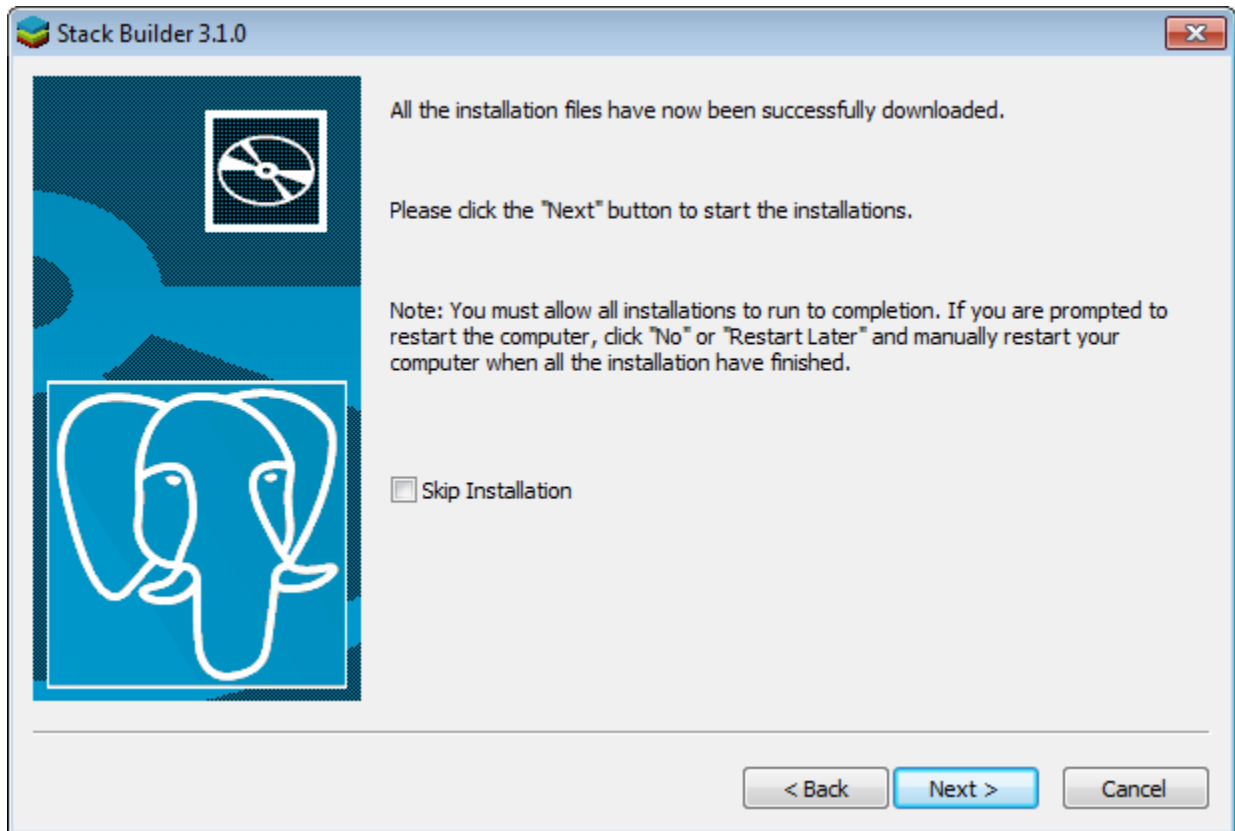 Stack Builder 3.1.0
All the installation files have now been successfully downloaded.
Please click the "Next" button to start the installations.
Note: You must allow all installations to run to completion. If you are prompted to
restart the computer, click "No" or "Restart Later" and manually restart your
computer when all the installation have finished.
Skip Installation
< Back
Next >
Cancel